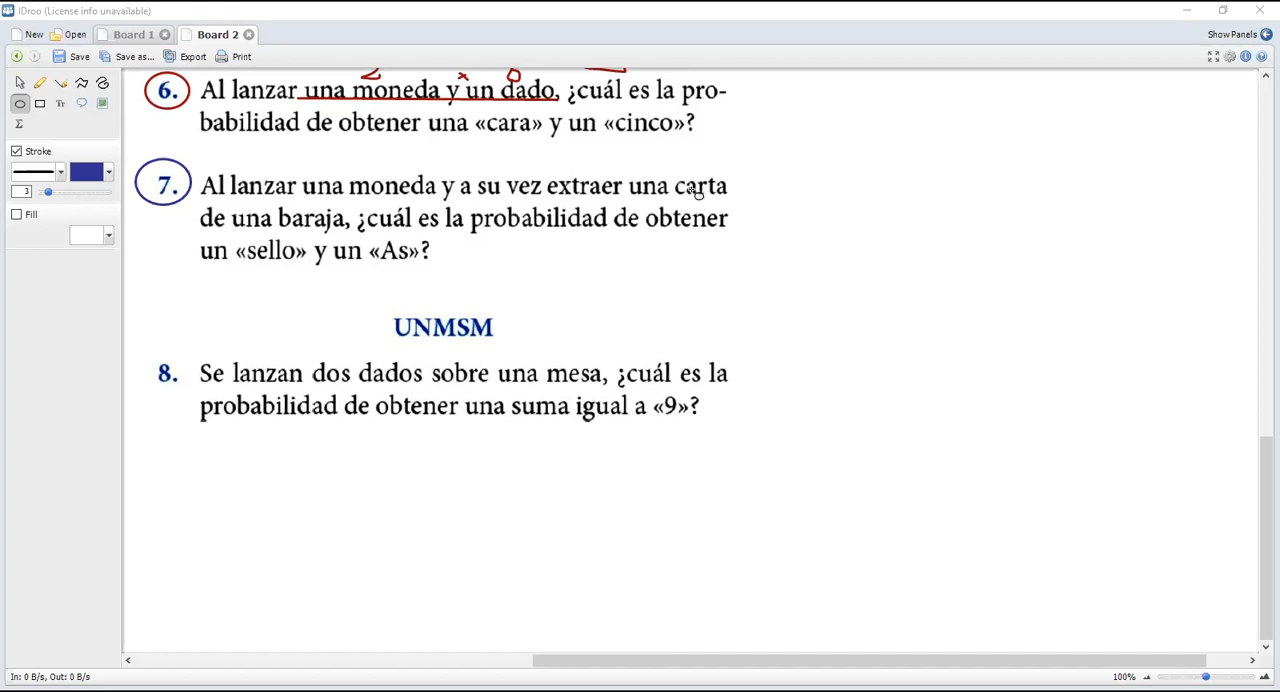 IDroo (License info unavailable)
New Open Board 1 Board 2 Show Panels
Save Save as... Export Print
2 x 6
6. Al lanzar una moneda y un dado, ¿cuál es la pro-
babilidad de obtener una «cara» y un «cinco»?
7. Al lanzar una moneda y a su vez extraer una carta
de una baraja, ¿cuál es la probabilidad de obtener
un «sello» y un «As»?
UNMSM
8. Se lanzan dos dados sobre una mesa, ¿cuál es la
probabilidad de obtener una suma igual a «9»?
Tr
Σ
Stroke
3
Fill
In: 0 B/s, Out: 0 B/s 100%